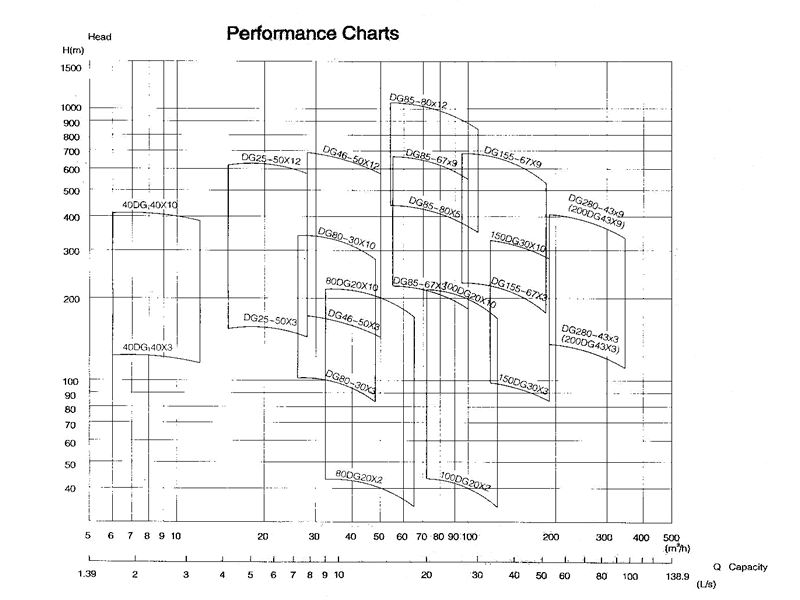 Performance Charts
Head
H(m)
1500
1000
900
800
700
600
500
400
300
200
100
90
80
70
60
50
40
DG85-80X12
DG46-50X12
DG85-67x9
DG155-67X9
DG25-50X12
40DG,40X10
DG85-80X5
DG280-43x9
(200DG43X9)
DG80-30X10
150DG30X10
80DG20X10
DG85-67X3
100DG20X10
DG155-67X3
DG25-50X3
DG46-50X3
DG280-43x3
(200DG43X3)
40DG,40X3
DG80-30X3
150DG30X3
80DG20X2
100DG20X2
5 6 7 8 9 10 20 30 40 50 60 70 80 90 100 200 300 400 500
(m³/h)
1.39 2 3 4 5 6 7 8 9 10 20 30 40 50 60 80 100 138.9
Q Capacity
(L/s)